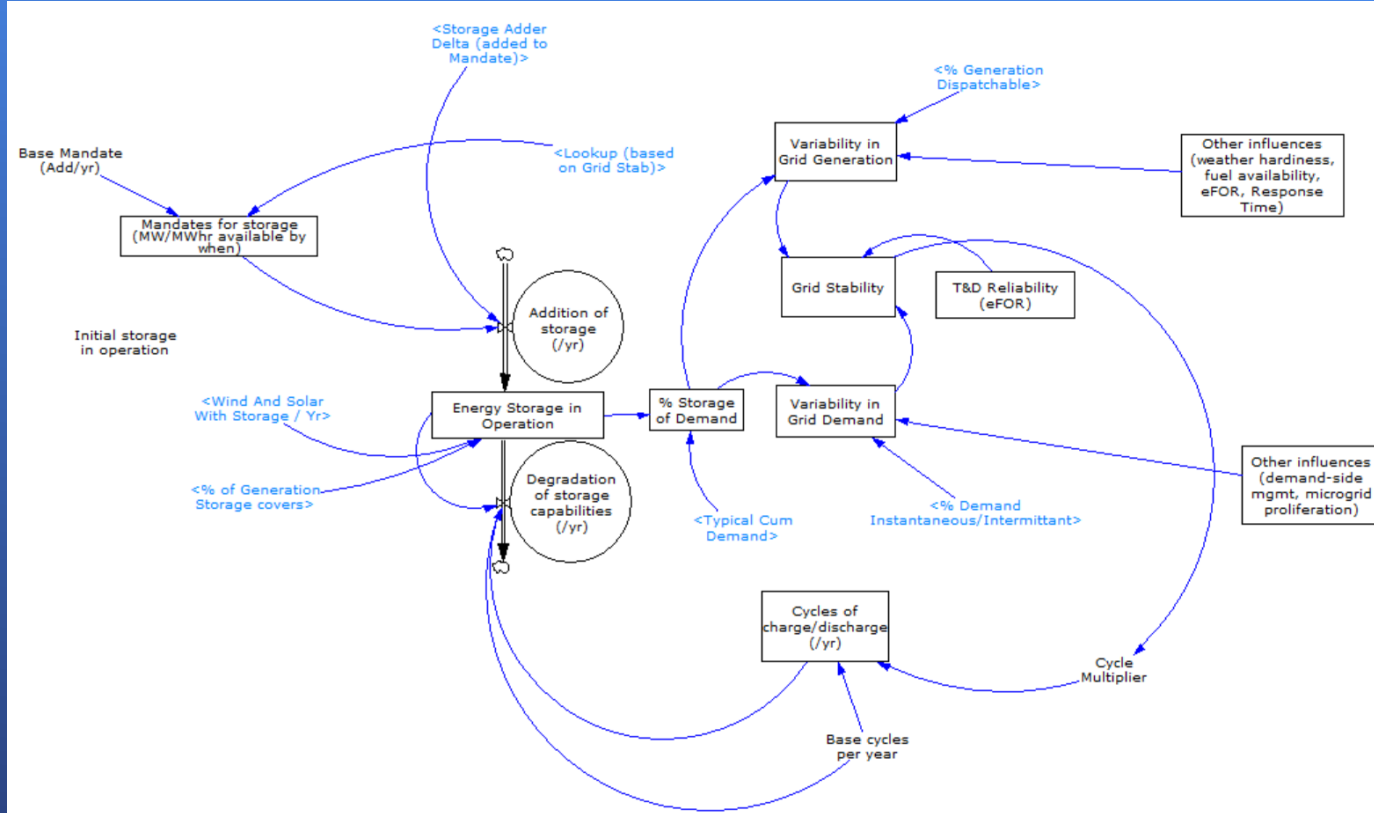 <Storage Adder
Delta (added to
Mandate)>
<% Generation
Dispatchable>
Base Mandate
(Add/yr)
<Lookup (based
on Grid Stab)>
Variability in
Grid Generation
Other influences
(weather hardiness,
fuel availability,
eFOR, Response
Time)
Mandates for storage
(MW/MWhr available by
when)
Grid Stability
T&D Reliability
(eFOR)
Addition of
storage
(/yr)
Initial storage
in operation
<Wind And Solar
With Storage / Yr>
Energy Storage in
Operation
% Storage
of Demand
Variability in
Grid Demand
<% of Generation
Storage covers>
Degradation
of storage
capabilities
(/yr)
<Typical Cum
Demand>
<% Demand
Instantaneous/Intermittant>
Other influences
(demand-side
mgmt, microgrid
proliferation)
Cycles of
charge/discharge
(/yr)
Cycle
Multiplier
Base cycles
per year